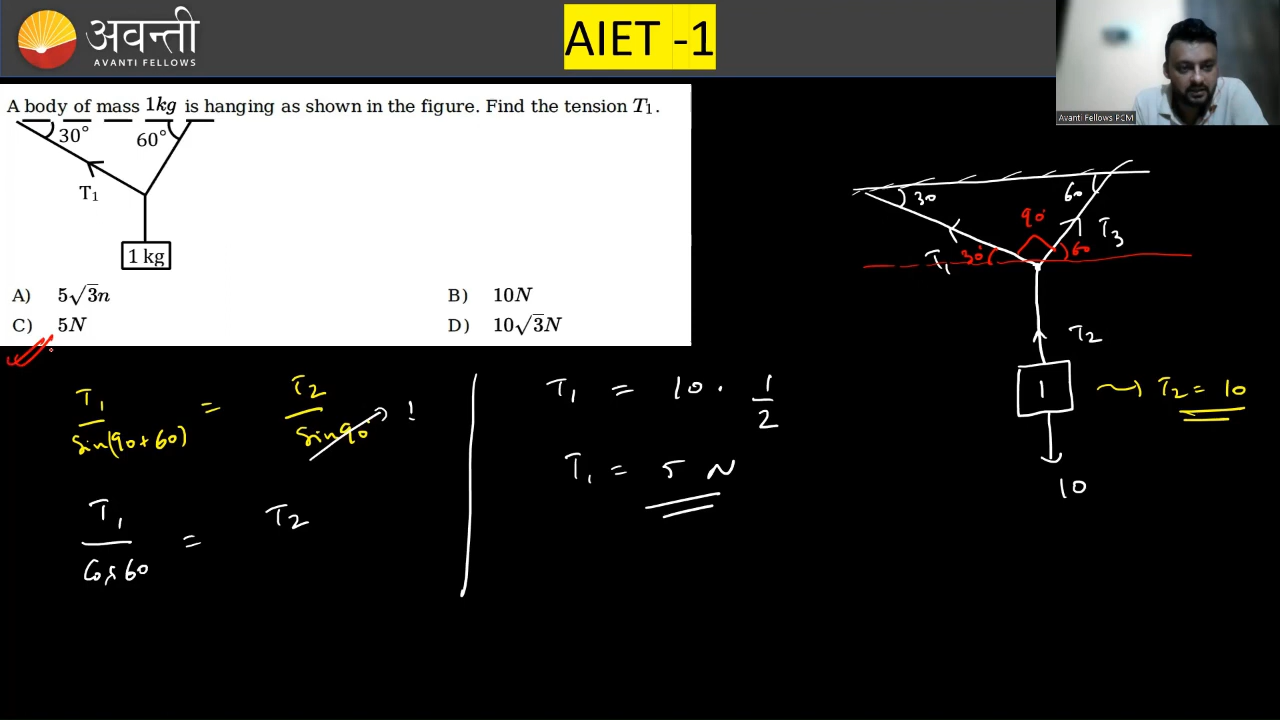 अवन्ती
AVANTI FELLOWS
AIET -1
Avanti Fellows PCM
A body of mass 1kg is hanging as shown in the figure. Find the tension T₁.
30°
60°
T₁
1 kg
A) 5√3n
B) 10N
C) 5N
D) 10√3N
30
60
90°
T₁
30°
60
T₃
T₂
1
T₂ = 10
10
T₁/sin(90+60) = T₂/sin90 → 1
T₁/Cos60 = T₂
T₁ = 10 · 1/2
T₁ = 5 N